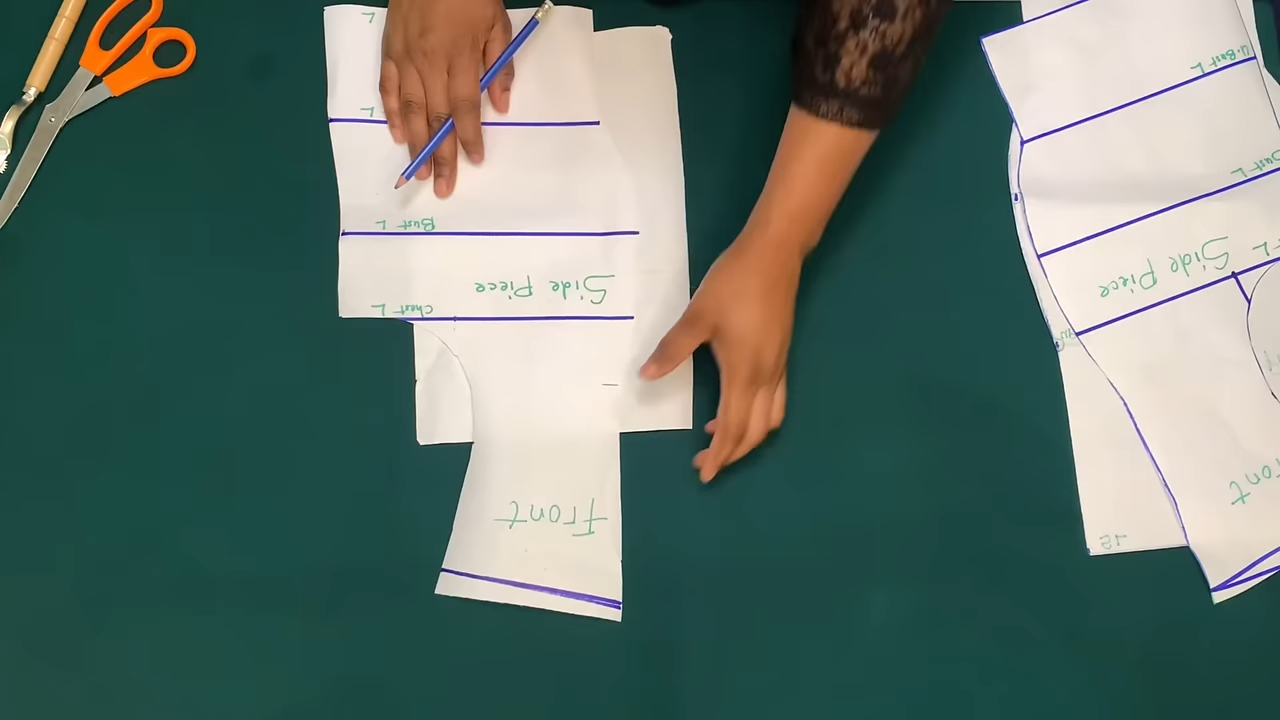 L
L
Bust L
Side Piece
Chest L
Front
U.Bust L
Bust L
Side Piece
L
ront